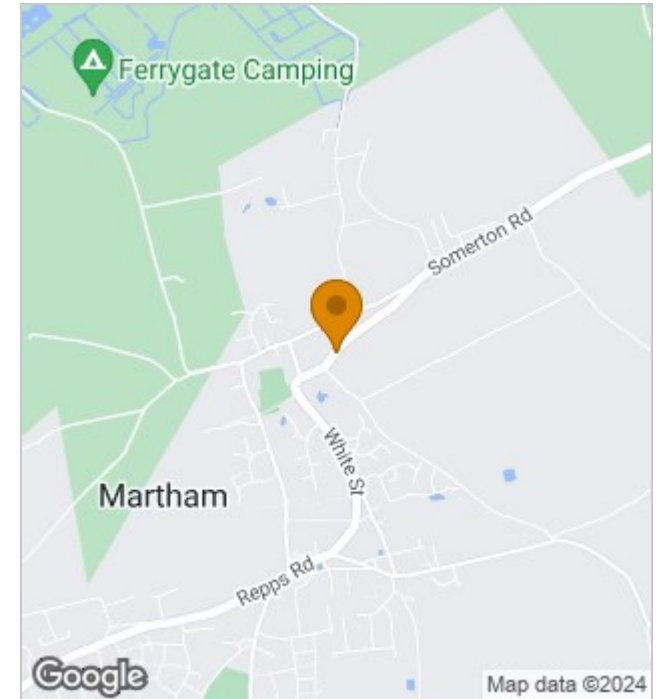 Ferrygate Camping
Somerton Rd
White St
Martham
Repps Rd
Google
Map data ©2024